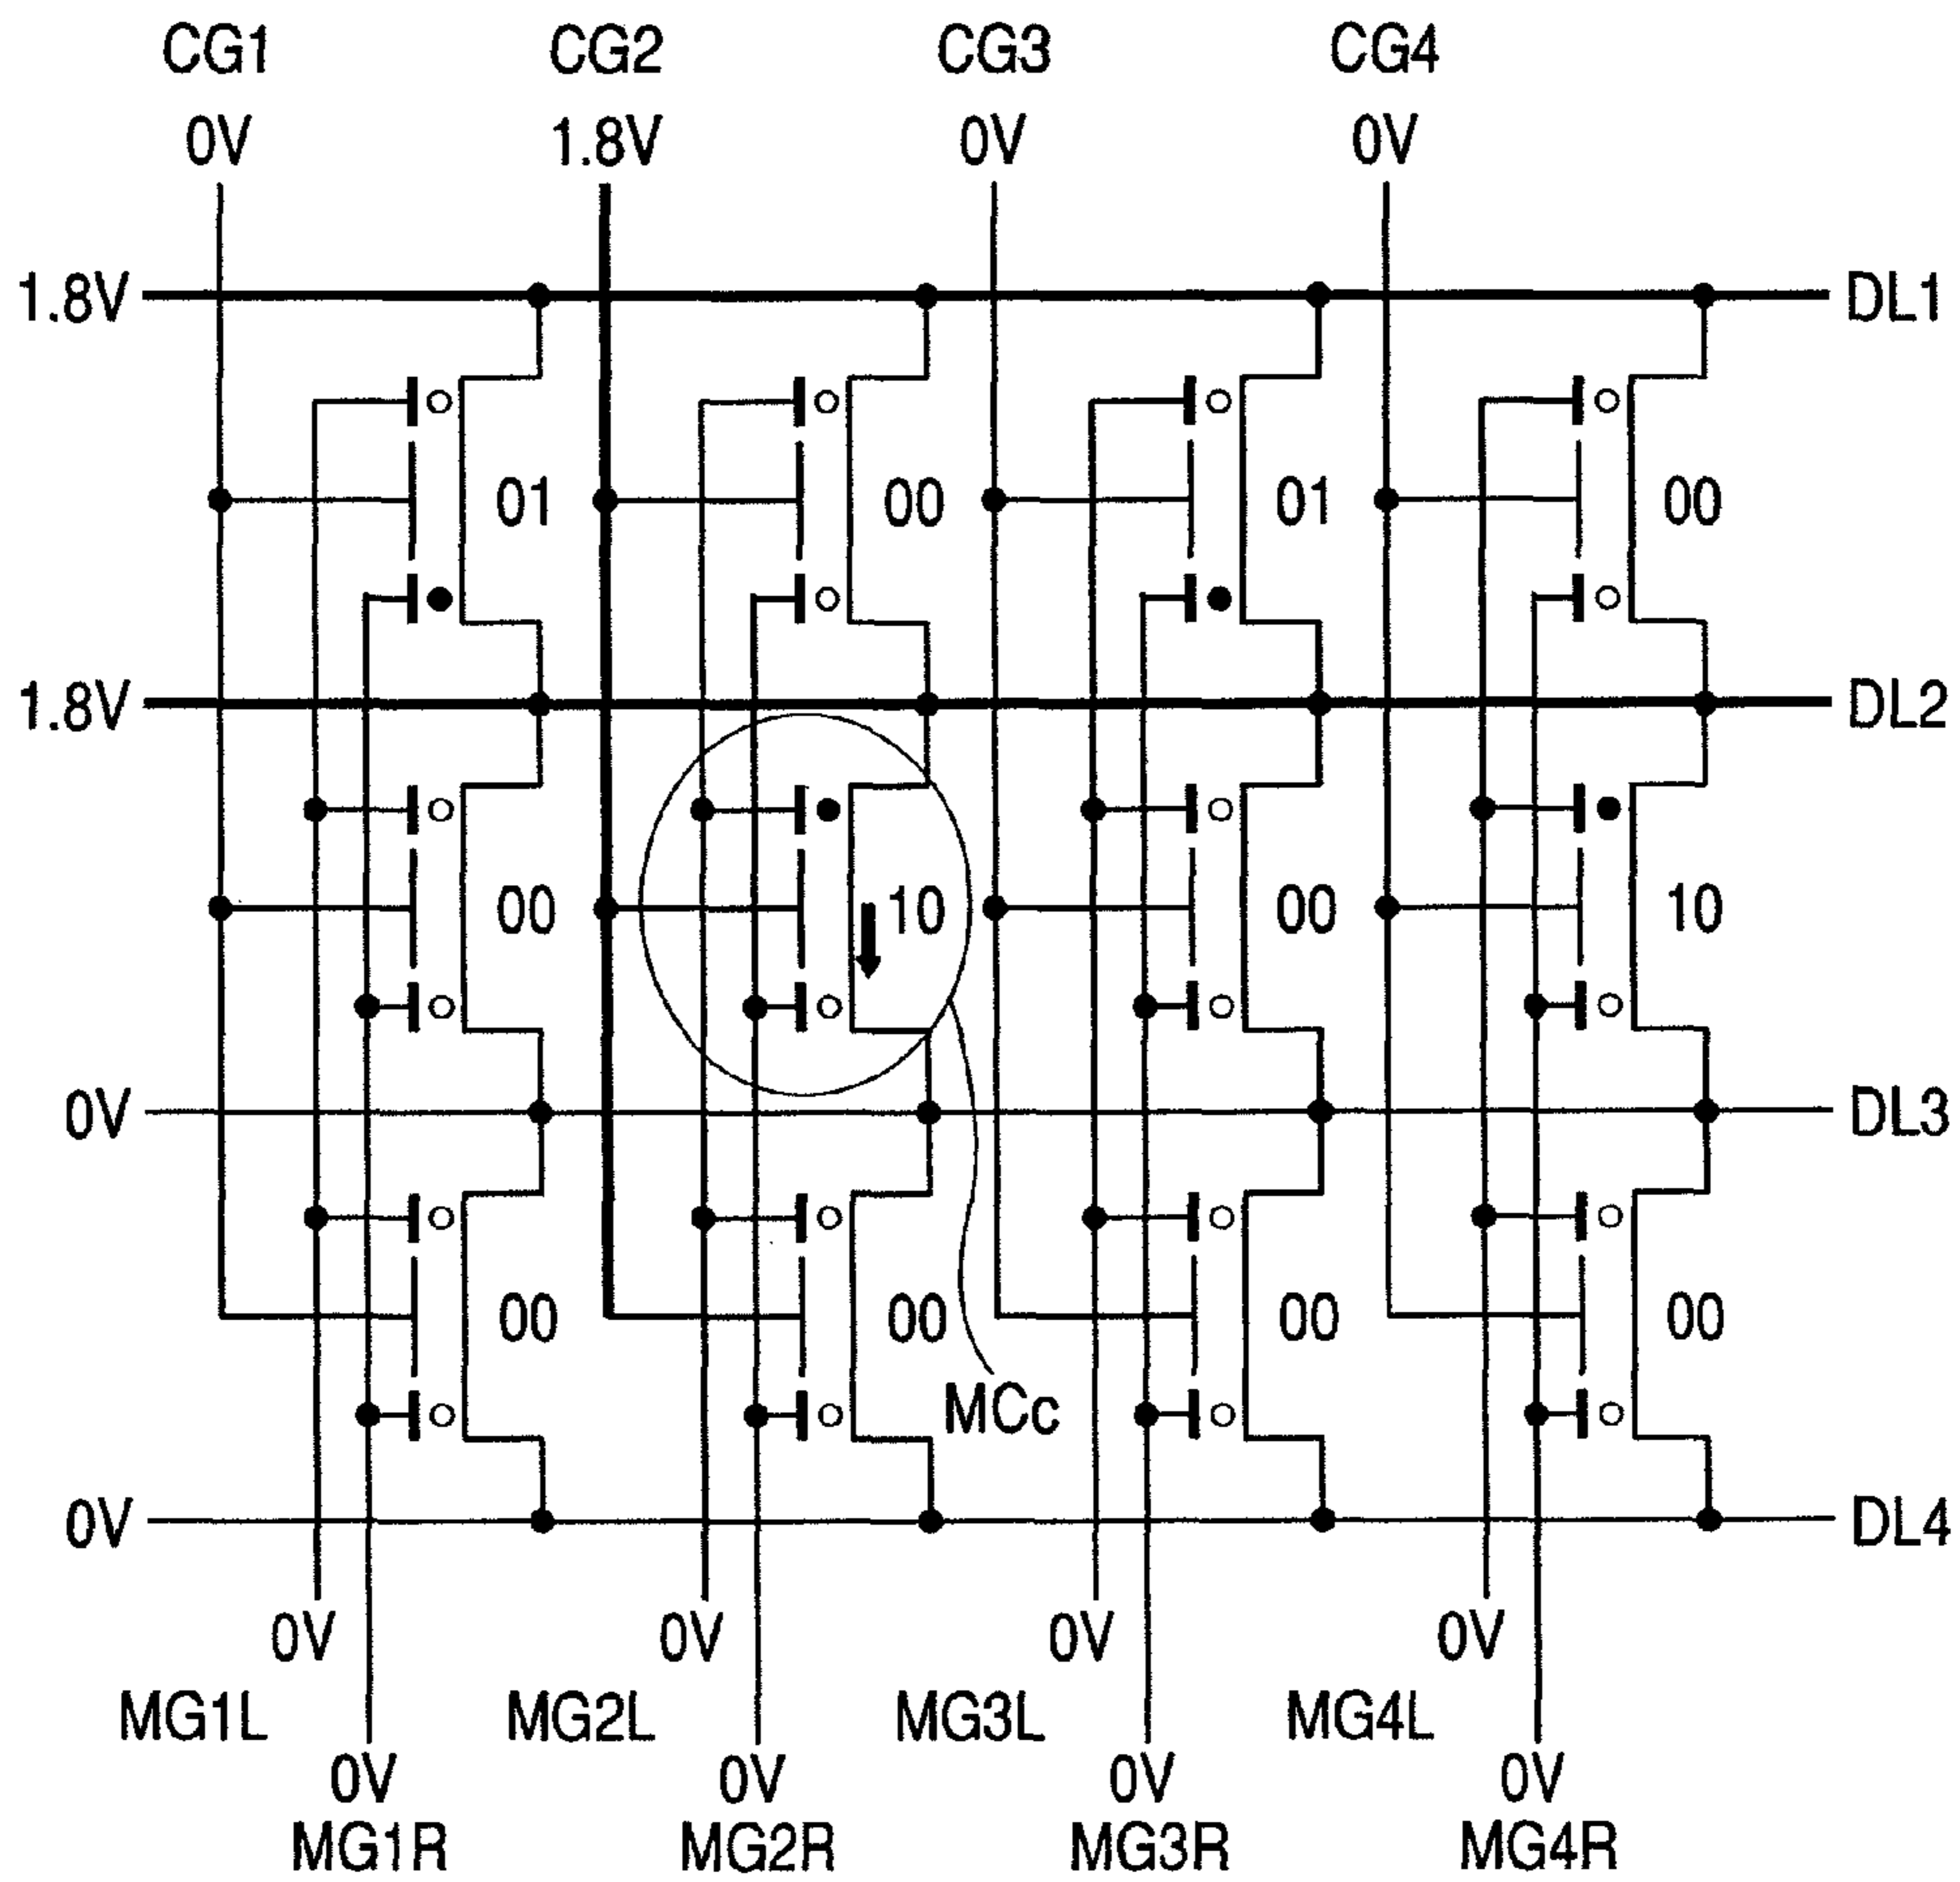 CG1 CG2 CG3 CG4
0V 1.8V 0V 0V
1.8V DL1
01 00 01 00
1.8V DL2
00 10 00 10
0V DL3
00 00 00 00
MCc
0V DL4
0V 0V 0V 0V
MG1L MG2L MG3L MG4L
0V 0V 0V 0V
MG1R MG2R MG3R MG4R